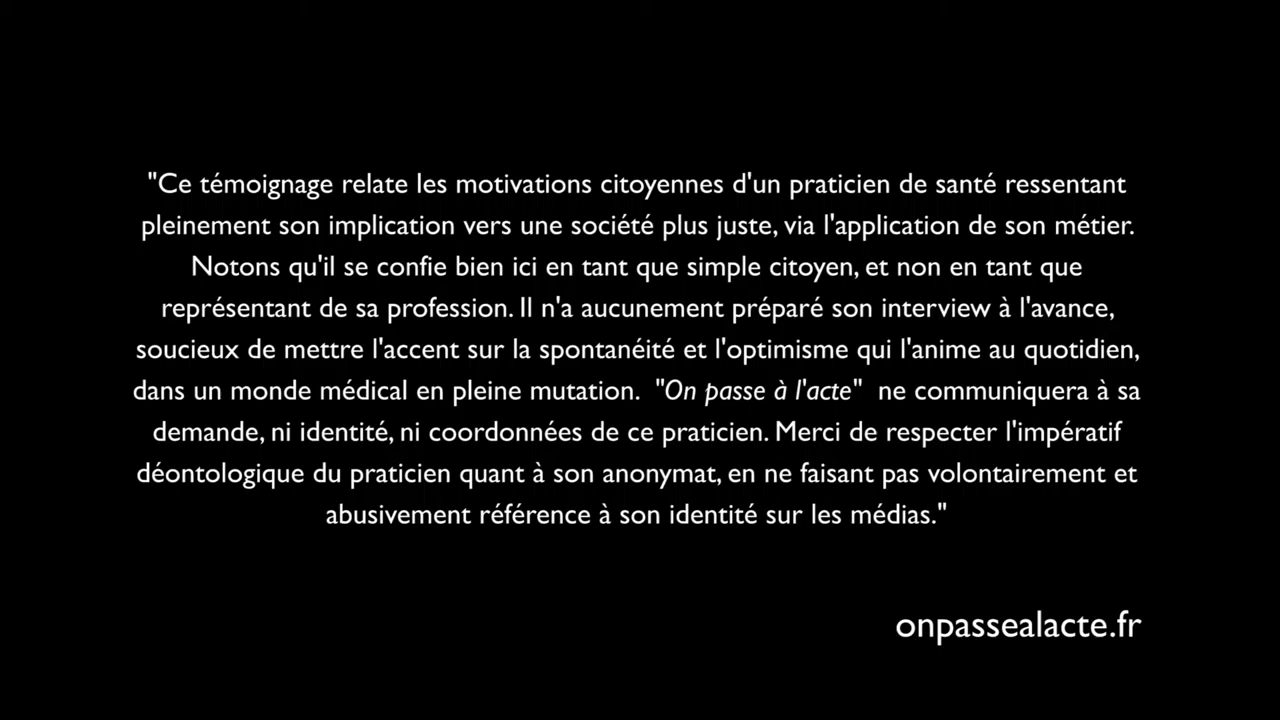 "Ce témoignage relate les motivations citoyennes d'un praticien de santé ressentant
pleinement son implication vers une société plus juste, via l'application de son métier.
Notons qu'il se confie bien ici en tant que simple citoyen, et non en tant que
représentant de sa profession. Il n'a aucunement préparé son interview à l'avance,
soucieux de mettre l'accent sur la spontanéité et l'optimisme qui l'anime au quotidien,
dans un monde médical en pleine mutation. "On passe à l'acte" ne communiquera à sa
demande, ni identité, ni coordonnées de ce praticien. Merci de respecter l'impératif
déontologique du praticien quant à son anonymat, en ne faisant pas volontairement et
abusivement référence à son identité sur les médias."
onpassealacte.fr